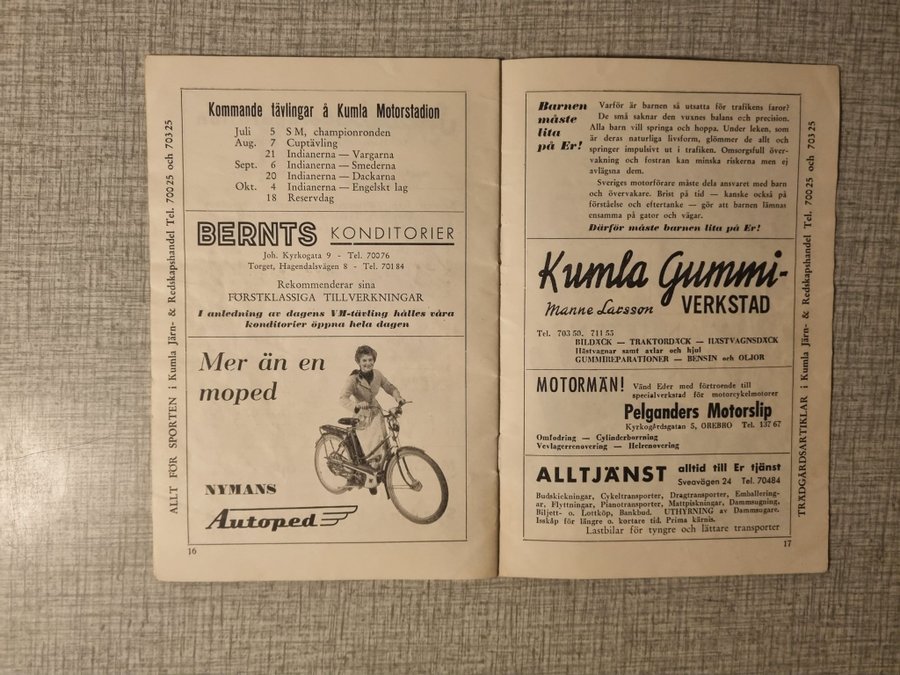 ALLT FÖR SPORTEN i Kumla Järn- & Redskapshandel Tel. 700 25 och 703 25
Kommande tävlingar å Kumla Motorstadion
Juli 5 SM, championronden
Aug. 7 Cuptävling
21 Indianerna — Vargarna
Sept. 6 Indianerna — Smederna
20 Indianerna — Dackarna
Okt. 4 Indianerna — Engelskt lag
18 Reservdag
BERNTS KONDITORIER
Joh. Kyrkogata 9 - Tel. 70076
Torget, Hagendalsvägen 8 - Tel. 70184
Rekommenderar sina
FÖRSTKLASSIGA TILLVERKNINGAR
I anledning av dagens VM-tävling hålles våra
konditorier öppna hela dagen
Mer än en
moped
NYMANS
Autoped
16
Barnen
måste
lita
på Er!
Varför är barnen så utsatta för trafikens faror?
De små saknar den vuxnes balans och precision.
Alla barn vill springa och hoppa. Under leken, som
är deras naturliga livsform, glömmer de allt och
springer impulsivt ut i trafiken. Omsorgsfull över-
vakning och fostran kan minska riskerna men ej
avlägsna dem.
Sveriges motorförare måste dela ansvaret med barn
och övervakare. Brist på tid — kanske också på
förståelse och eftertanke — gör att barnen lämnas
ensamma på gator och vägar.
Därför måste barnen lita på Er!
Kumla Gummi-
Manne Larsson VERKSTAD
Tel. 703 50, 711 55
BILDÄCK — TRAKTORDÄCK — HÄSTVAGNSDÄCK
Hästvagnar samt axlar och hjul
GUMMIREPARATIONER — BENSIN och OLJOR
MOTORMÄN! Vänd Eder med förtroende till
specialverkstad för motorcykelmotorer
Pelganders Motorslip
Kyrkogårdsgatan 5, ÖREBRO Tel. 137 67
Omfodring — Cylinderborrning
Vevlagerrenovering — Helrenovering
ALLTJÄNST alltid till Er tjänst
Sveavägen 24 Tel. 70484
Budskickningar, Cykeltransporter, Dragtransporter, Emballering-
ar, Flyttningar, Pianotransporter, Mattpiskningar, Dammsugning,
Biljett- o. Lottköp, Bankbud. UTHYRNING av Dammsugare.
Isskåp för längre o. kortare tid. Prima kärnis.
Lastbilar för tyngre och lättare transporter
17
TRÄDGÅRDSARTIKLAR i Kumla Järn- & Redskapshandel Tel. 700 25 och 703 25